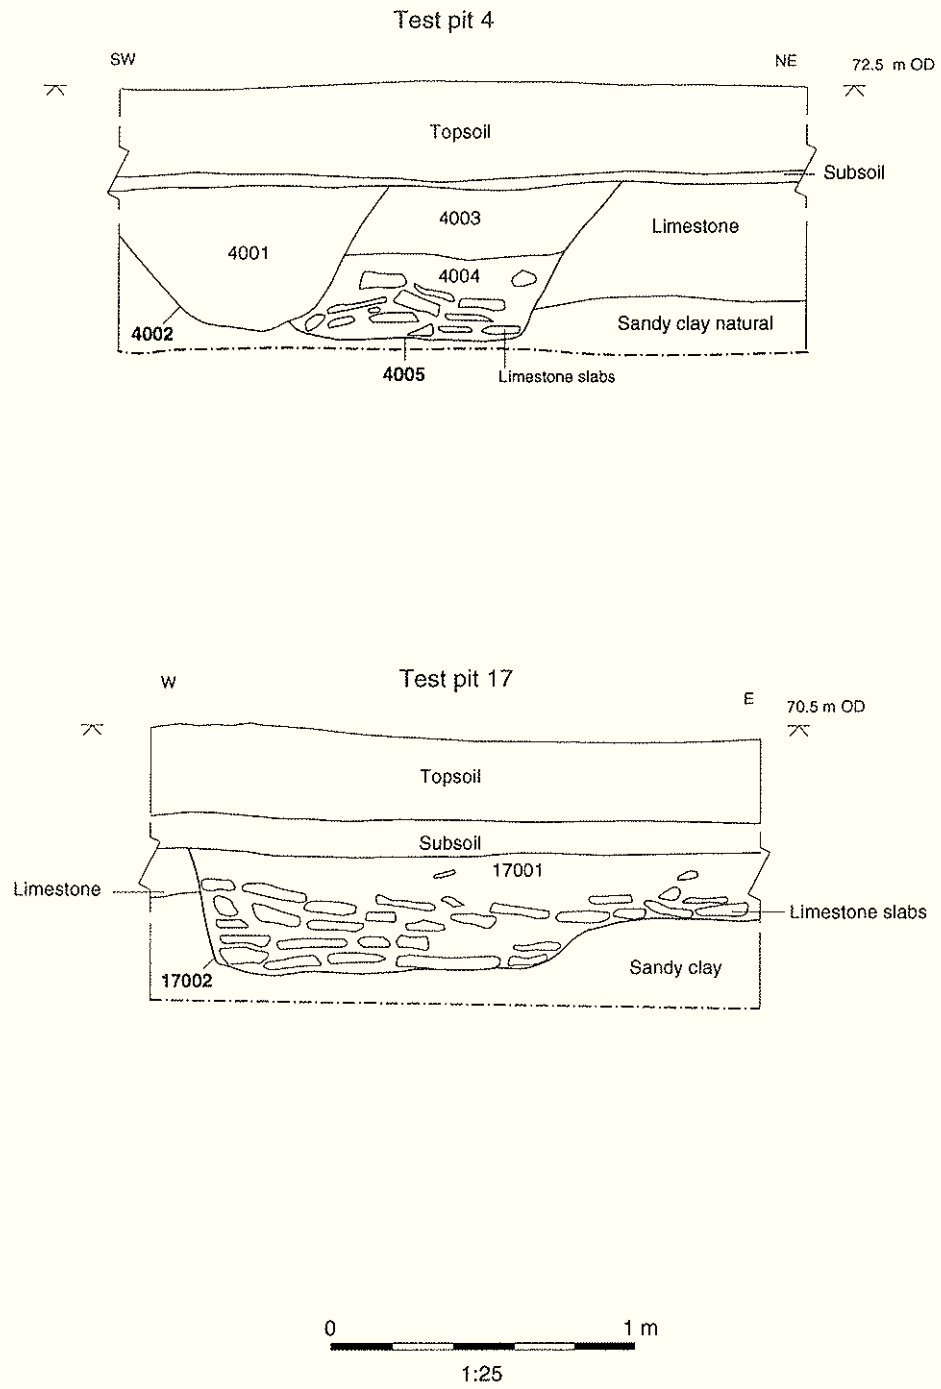 Test pit 4
SW
NE
72.5 m OD
Topsoil
Subsoil
4003
Limestone
4001
4004
4002
Sandy clay natural
4005
Limestone slabs
Test pit 17
W
E
70.5 m OD
Topsoil
Subsoil
17001
Limestone
Limestone slabs
17002
Sandy clay
0
1 m
1:25